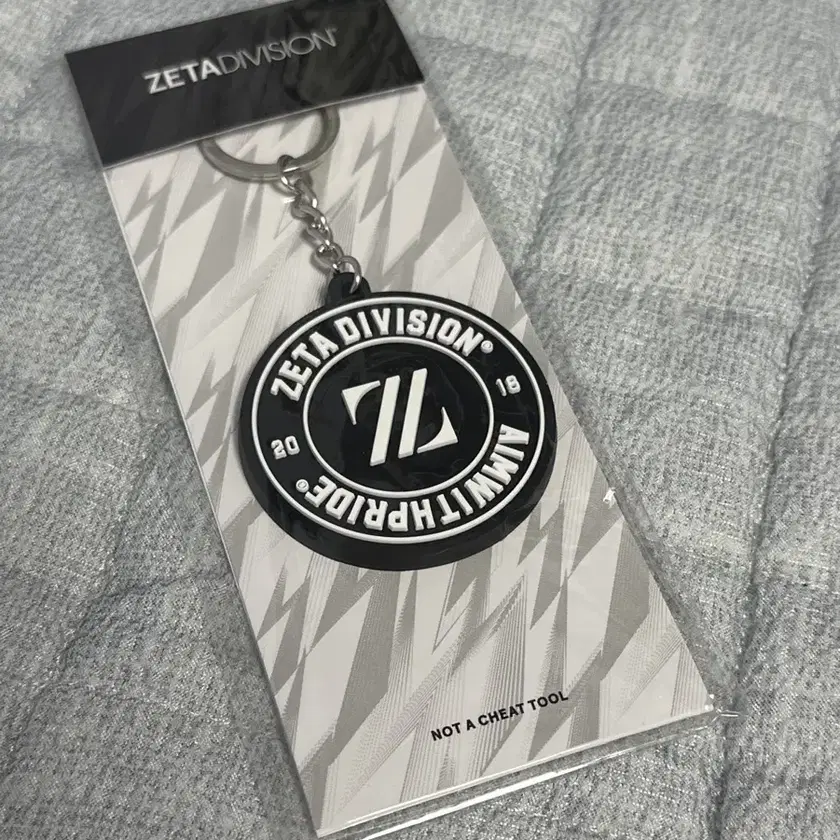 ZETADIVISION®
ZETA DIVISION®
20 18
AIMWITHPRIDE®
NOT A CHEAT TOOL